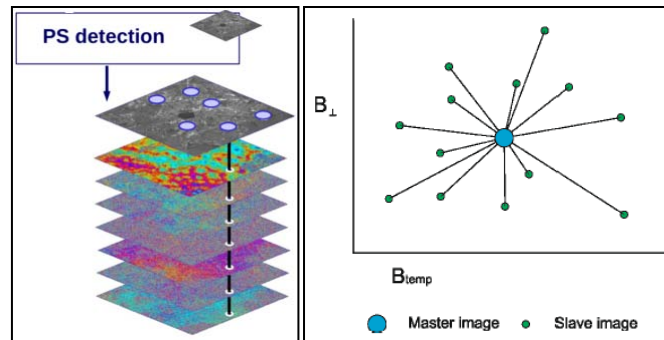 PS detection
B⊥
Btemp
Master image
Slave image